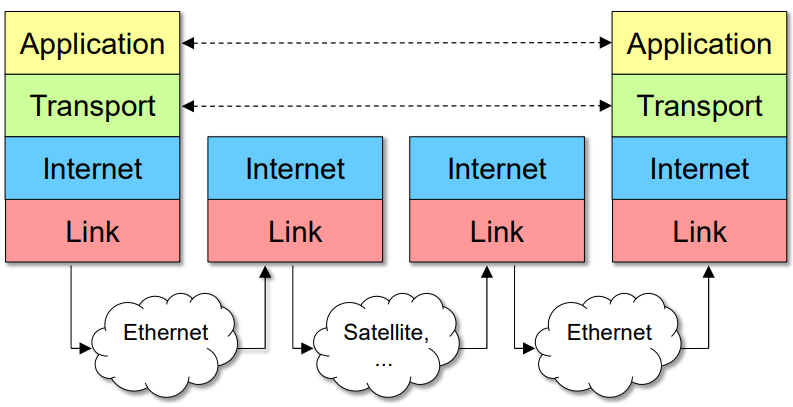 Application
Application
Transport
Transport
Internet
Internet
Internet
Internet
Link
Link
Link
Link
Ethernet
Satellite,
...
Ethernet